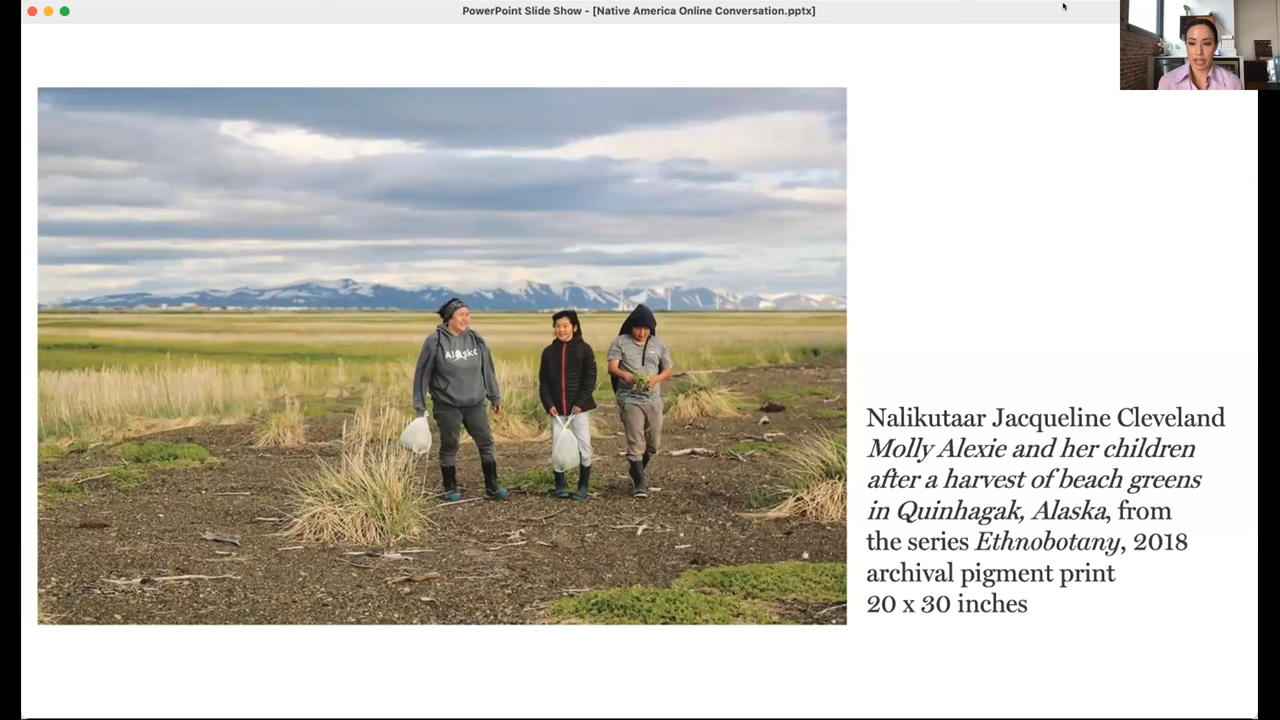 PowerPoint Slide Show - [Native America Online Conversation.pptx]
Alaska
Nalikutaar Jacqueline Cleveland
Molly Alexie and her children
after a harvest of beach greens
in Quinhagak, Alaska, from
the series Ethnobotany, 2018
archival pigment print
20 x 30 inches